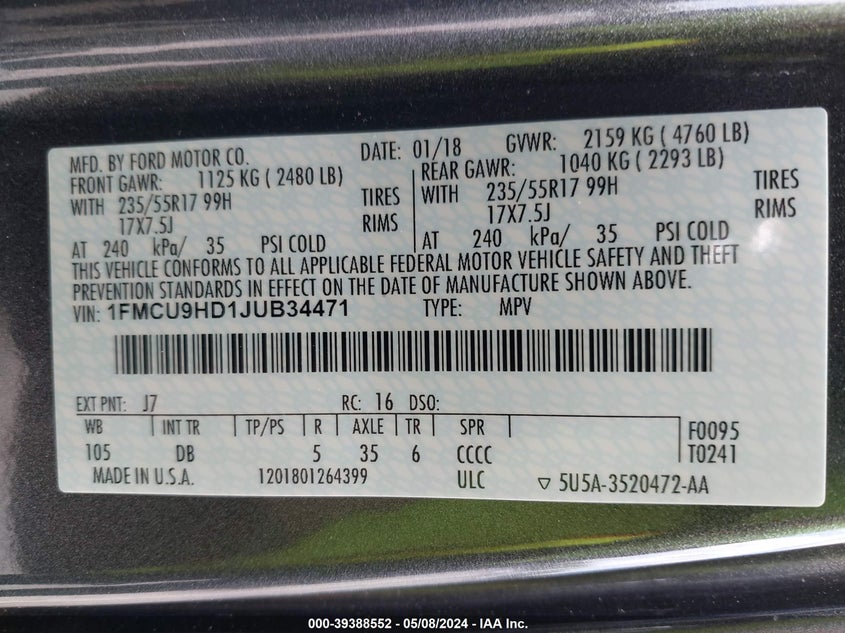 MFD. BY FORD MOTOR CO. DATE: 01/18 GVWR: 2159 KG ( 4760 LB)
FRONT GAWR: 1125 KG ( 2480 LB) REAR GAWR: 1040 KG ( 2293 LB)
WITH 235/55R17 99H TIRES WITH 235/55R17 99H TIRES
17X7.5J RIMS 17X7.5J RIMS
AT 240 kPa/ 35 PSI COLD AT 240 kPa/ 35 PSI COLD
THIS VEHICLE CONFORMS TO ALL APPLICABLE FEDERAL MOTOR VEHICLE SAFETY AND THEFT
PREVENTION STANDARDS IN EFFECT ON THE DATE OF MANUFACTURE SHOWN ABOVE.
VIN: 1FMCU9HD1JUB34471 TYPE: MPV
EXT PNT: J7 RC: 16 DSO:
WB INT TR TP/PS R AXLE TR SPR F0095
105 DB 5 35 6 CCCC T0241
MADE IN U.S.A. 1201801264399 ULC ▽ 5U5A-3520472-AA
000-39388552 - 05/08/2024 - IAA Inc.